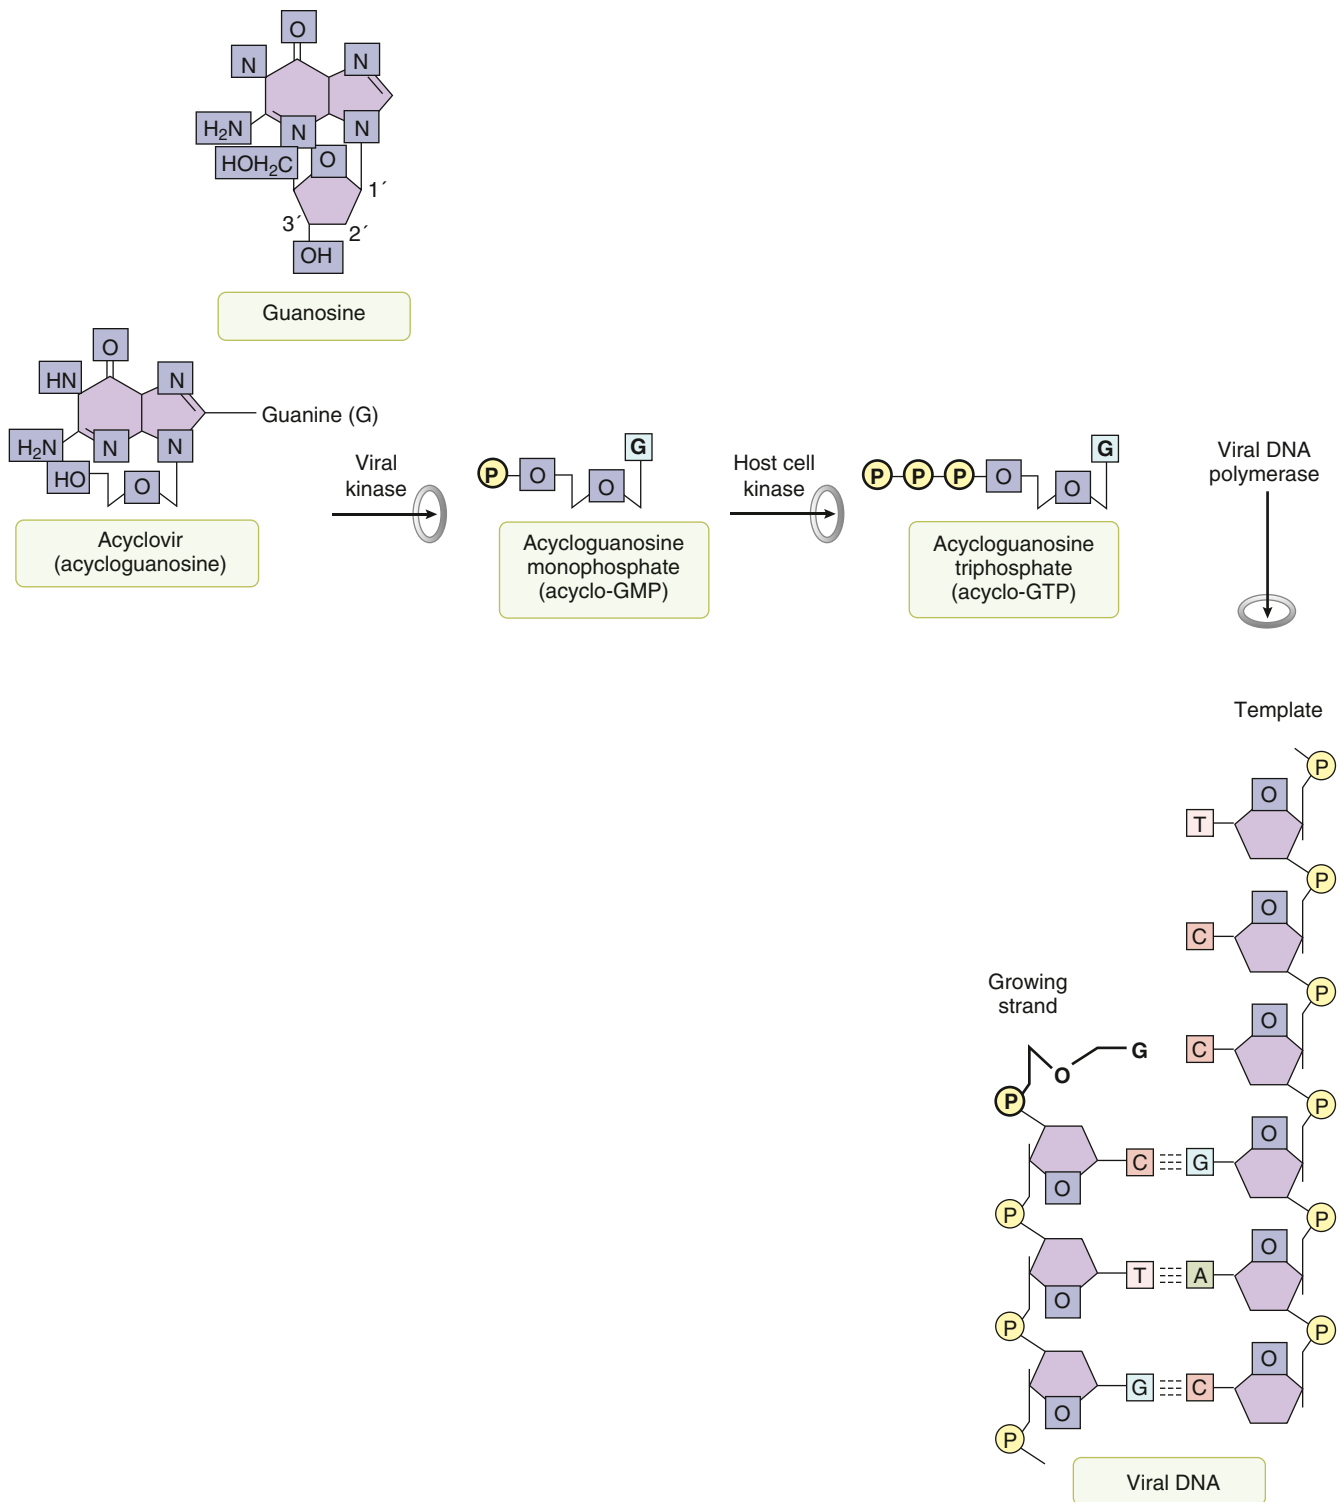 O
N
N
H₂N
N
N
HOH₂C
O
1´
3´
2´
OH
Guanosine
O
HN
N
Guanine (G)
H₂N
N
N
HO
O
Acyclovir
(acycloguanosine)
Viral
kinase
G
P
O
O
Acycloguanosine
monophosphate
(acyclo-GMP)
Host cell
kinase
G
P P P O
O
Acycloguanosine
triphosphate
(acyclo-GTP)
Viral DNA
polymerase
Template
P
O
T
P
O
C
P
Growing
strand
O
G
C
O
P
P
O
C
G
O
P
P
O
T
A
O
P
P
O
G
C
O
P
Viral DNA